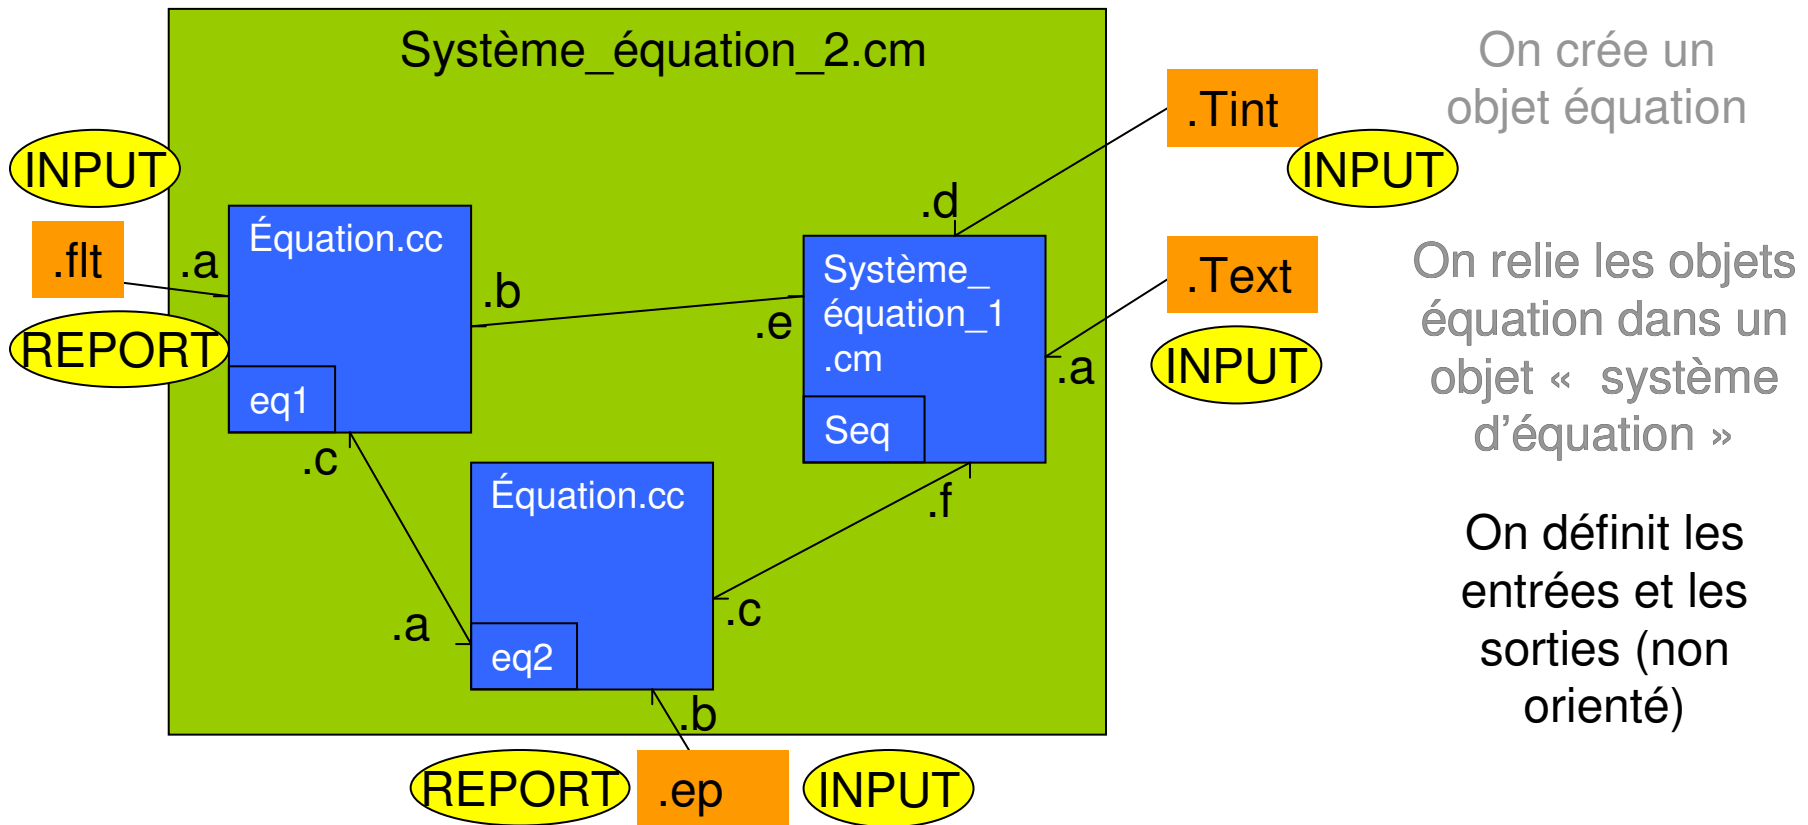 Système_équation_2.cm
On crée un
objet équation
.Tint
INPUT
INPUT
.flt
.a
REPORT
Équation.cc
eq1
.b
.c
.d
Système_
équation_1
.cm
Seq
.e
.a
.f
.Text
INPUT
On relie les objets
équation dans un
objet «  système
d'équation »
Équation.cc
eq2
.a
.c
.b
On définit les
entrées et les
sorties (non
orienté)
REPORT
.ep
INPUT